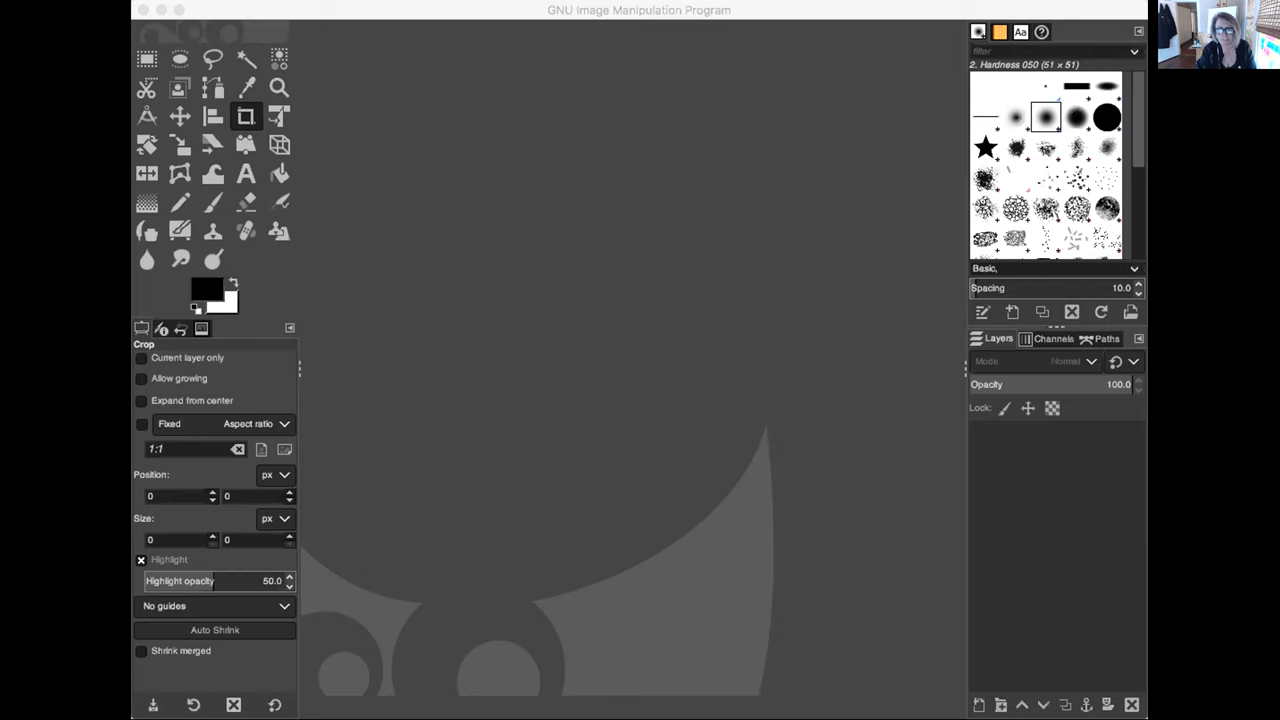 GNU Image Manipulation Program
Aa
filter
2. Hardness 050 (51 × 51)
Basic,
Spacing 10.0
Crop
Current layer only
Allow growing
Expand from center
Fixed Aspect ratio
1:1
Position: px
0 0
Size: px
0 0
Highlight
Highlight opacity 50.0
No guides
Auto Shrink
Shrink merged
Layers Channels Paths
Mode Normal
Opacity 100.0
Lock: